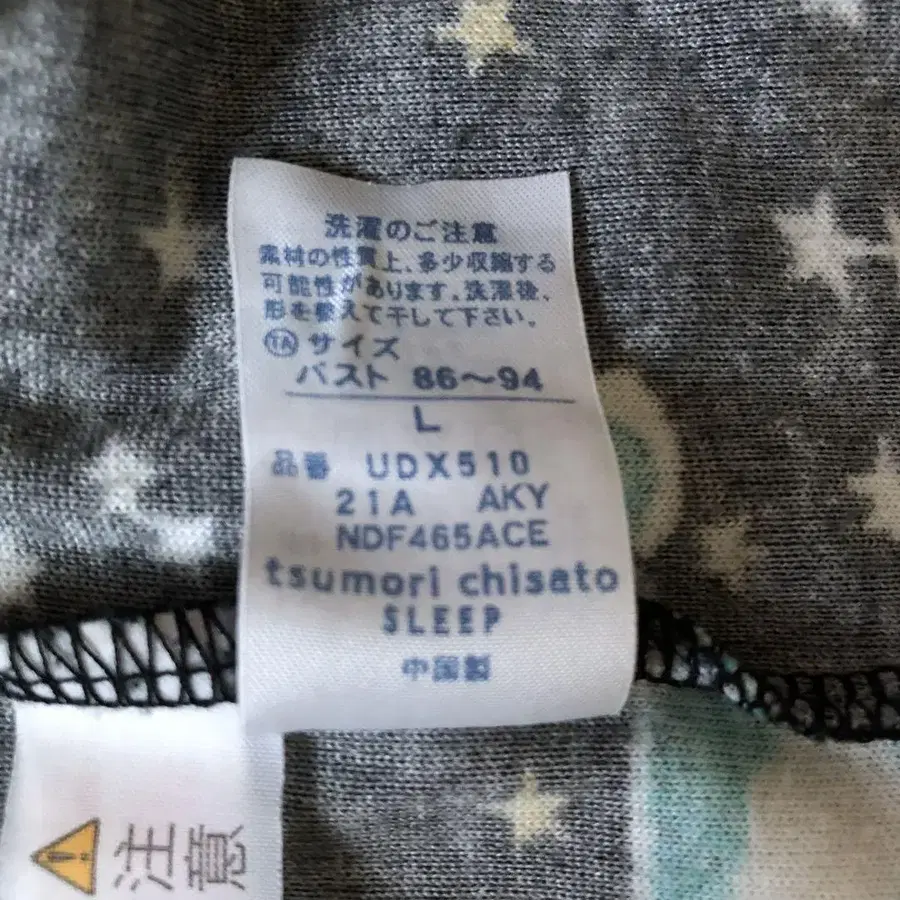 洗濯のご注意
素材の性質上、多少収縮する
可能性があります。洗濯後、
形を整えて干して下さい。
サイズ
バスト 86〜94
L
品番 UDX510
21A AKY
NDF465ACE
tsumori chisato
SLEEP
中国製
注意